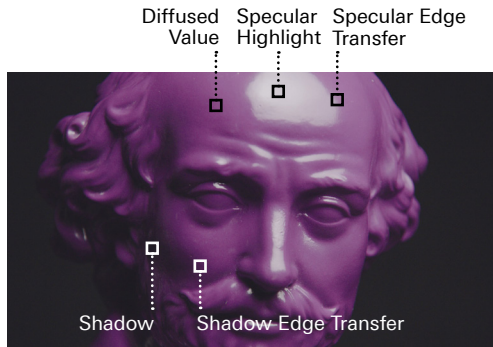 Diffused Value
Specular Highlight
Specular Edge Transfer
Shadow
Shadow Edge Transfer